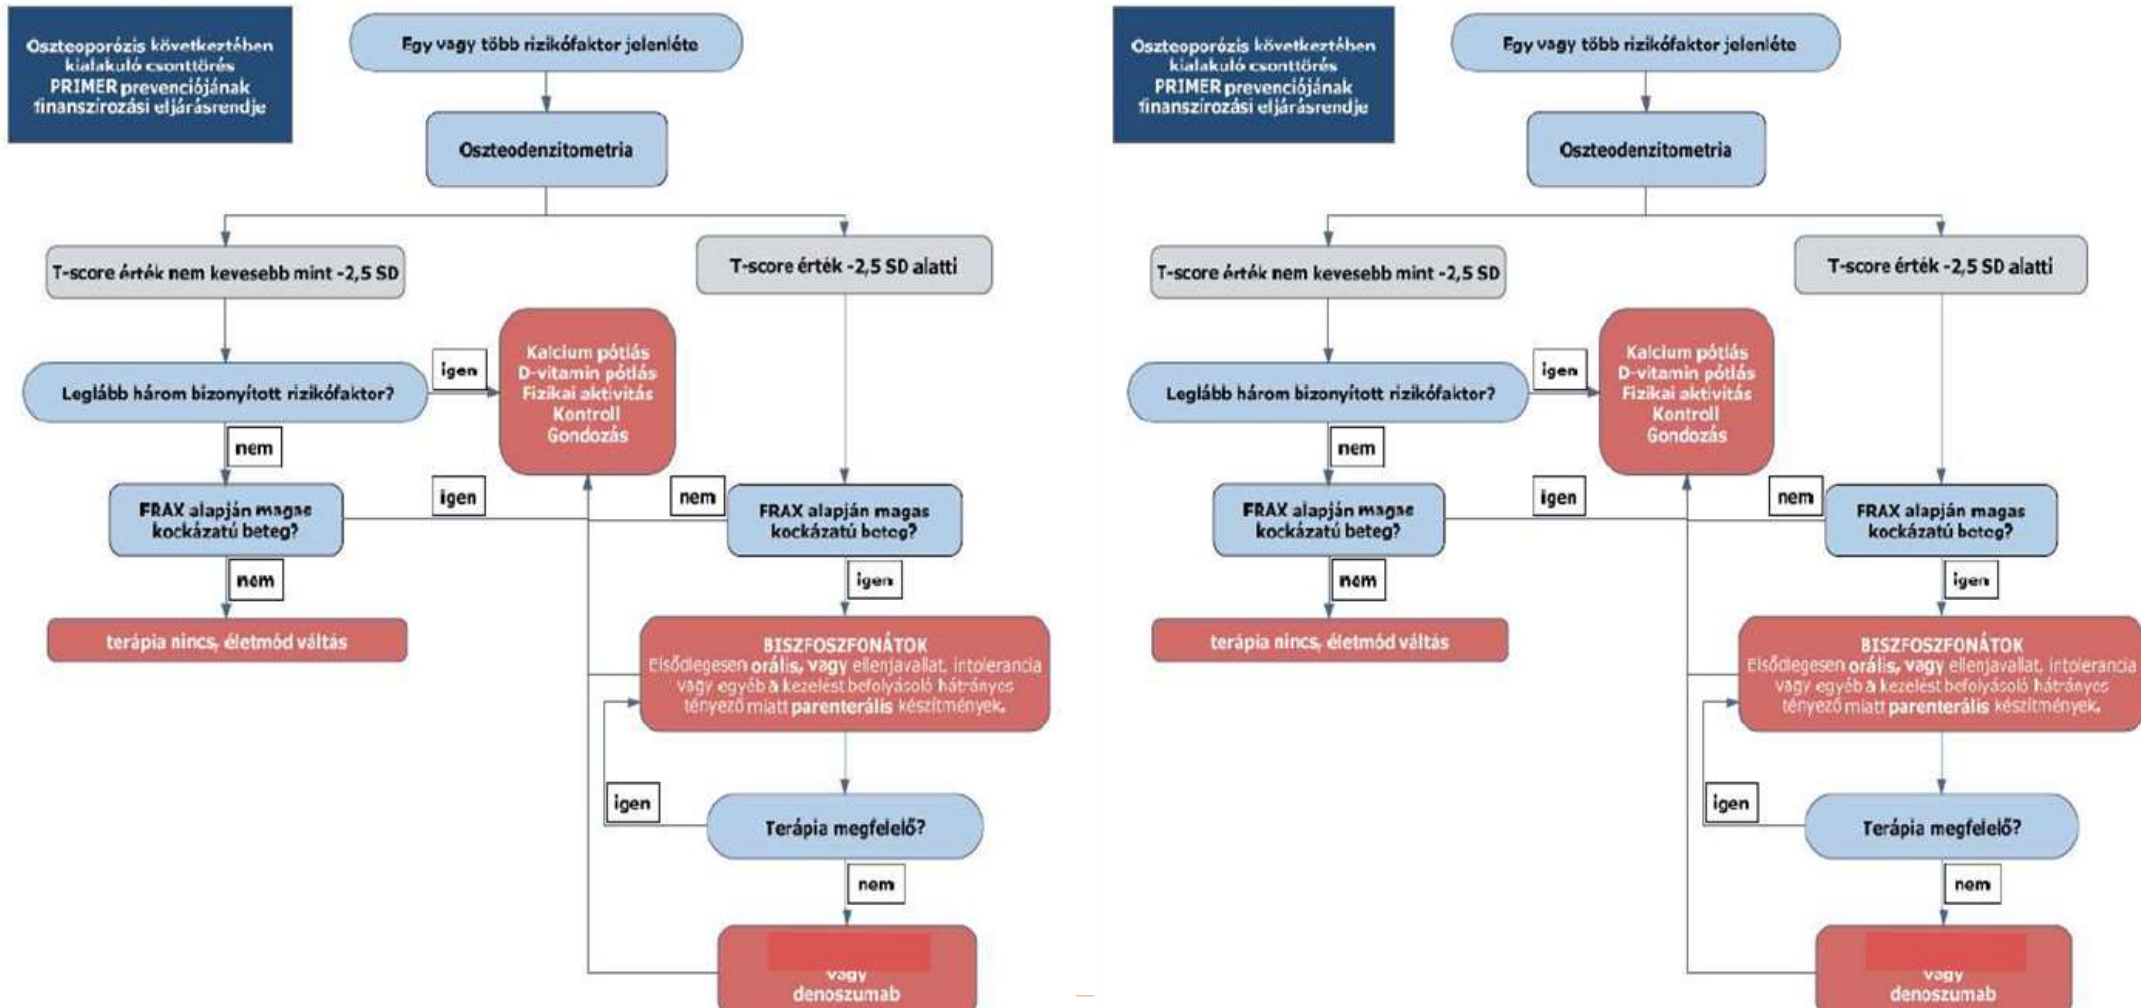 Oszteoporózis következtében
kialakuló csonttörés
PRIMER prevenciójának
finanszírozási eljárásrendje
Egy vagy több rizikófaktor jelenléte
Oszteodenzitometria
T-score érték nem kevesebb mint -2,5 SD
T-score érték -2,5 SD alatti
Leglább három bizonyított rizikófaktor?
igen
Kalcium pótlás
D-vitamin pótlás
Fizikai aktivitás
Kontroll
Gondozás
nem
FRAX alapján magas
kockázatú beteg?
igen
nem
FRAX alapján magas
kockázatú beteg?
nem
igen
terápia nincs, életmód váltás
BISZFOSZFONÁTOK
Elsődlegesen orális, vagy ellenjavallat, intolerancia
vagy egyéb a kezelést befolyásoló hátrányos
tényező miatt parenterális készítmények.
igen
Terápia megfelelő?
nem
vagy
denoszumab
Oszteoporózis következtében
kialakuló csonttörés
PRIMER prevenciójának
finanszírozási eljárásrendje
Egy vagy több rizikófaktor jelenléte
Oszteodenzitometria
T-score érték nem kevesebb mint -2,5 SD
T-score érték -2,5 SD alatti
Leglább három bizonyított rizikófaktor?
igen
Kalcium pótlás
D-vitamin pótlás
Fizikai aktivitás
Kontroll
Gondozás
nem
FRAX alapján magas
kockázatú beteg?
igen
nem
FRAX alapján magas
kockázatú beteg?
nem
igen
terápia nincs, életmód váltás
BISZFOSZFONÁTOK
Elsődlegesen orális, vagy ellenjavallat, intolerancia
vagy egyéb a kezelést befolyásoló hátrányos
tényező miatt parenterális készítmények.
igen
Terápia megfelelő?
nem
vagy
denoszumab